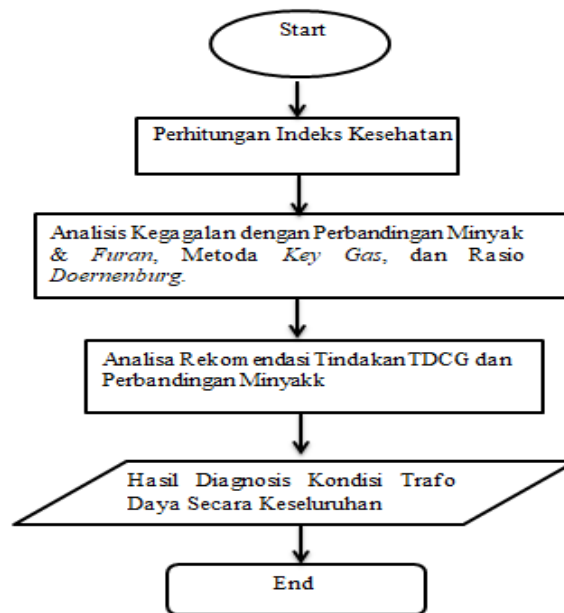 Start
Perhitungan Indeks Kesehatan
Analisis Kegagalan dengan Perbandingan Minyak
& Furan, Metoda Key Gas, dan Rasio
Doernenburg.
Analisa Rekomendasi Tindakan TDCG dan
Perbandingan Minyakk
Hasil Diagnosis Kondisi Trafo
Daya Secara Keseluruhan
End